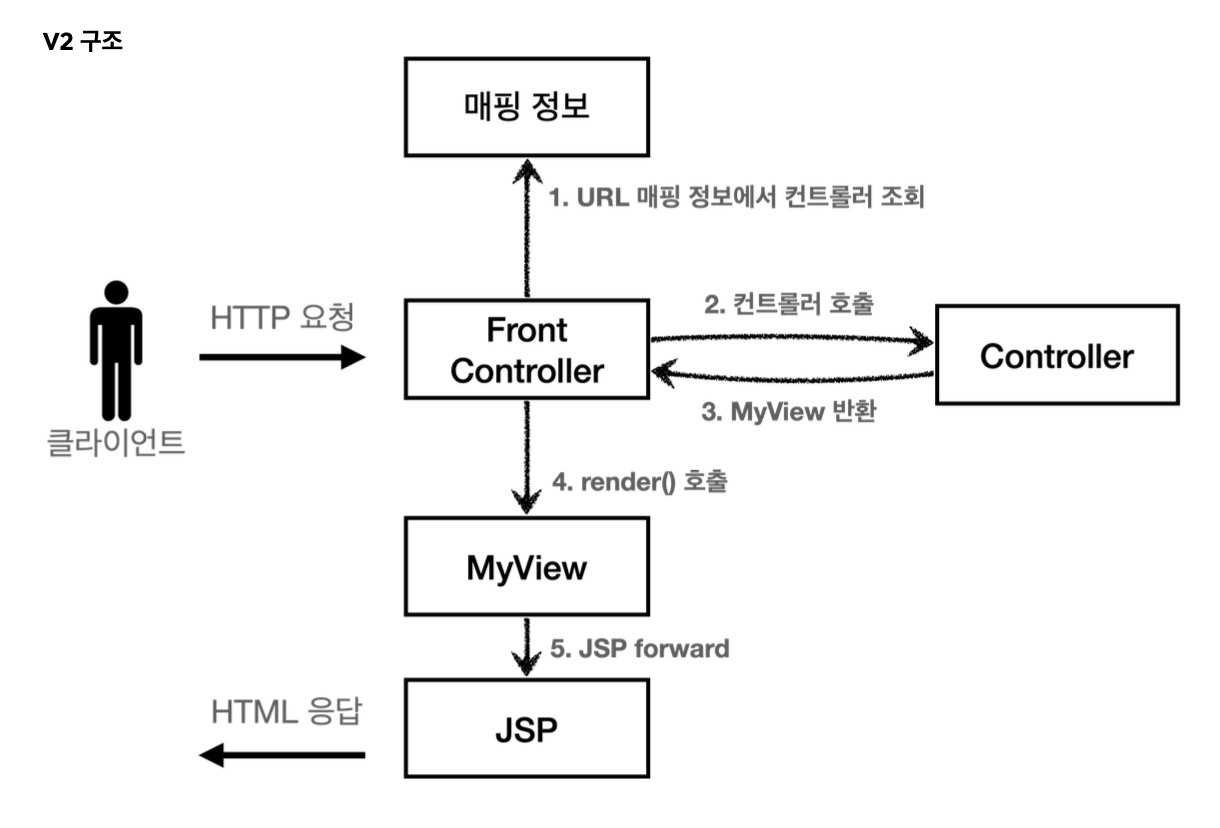 V2 구조
매핑 정보
1. URL 매핑 정보에서 컨트롤러 조회
HTTP 요청
Front
Controller
2. 컨트롤러 호출
Controller
3. MyView 반환
클라이언트
4. render() 호출
MyView
5. JSP forward
HTML 응답
JSP